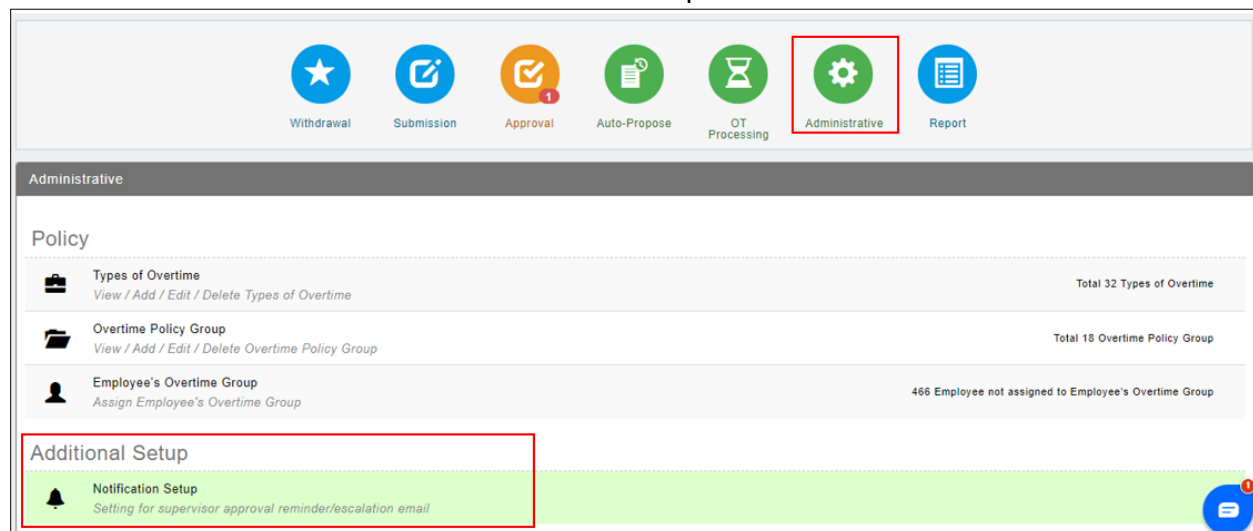 1
Withdrawal
Submission
Approval
Auto-Propose
OT
Processing
Administrative
Report
Administrative
Policy
Types of Overtime
View / Add / Edit / Delete Types of Overtime
Total 32 Types of Overtime
Overtime Policy Group
View / Add / Edit / Delete Overtime Policy Group
Total 18 Overtime Policy Group
Employee's Overtime Group
Assign Employee's Overtime Group
466 Employee not assigned to Employee's Overtime Group
Additional Setup
Notification Setup
Setting for supervisor approval reminder/escalation email
1